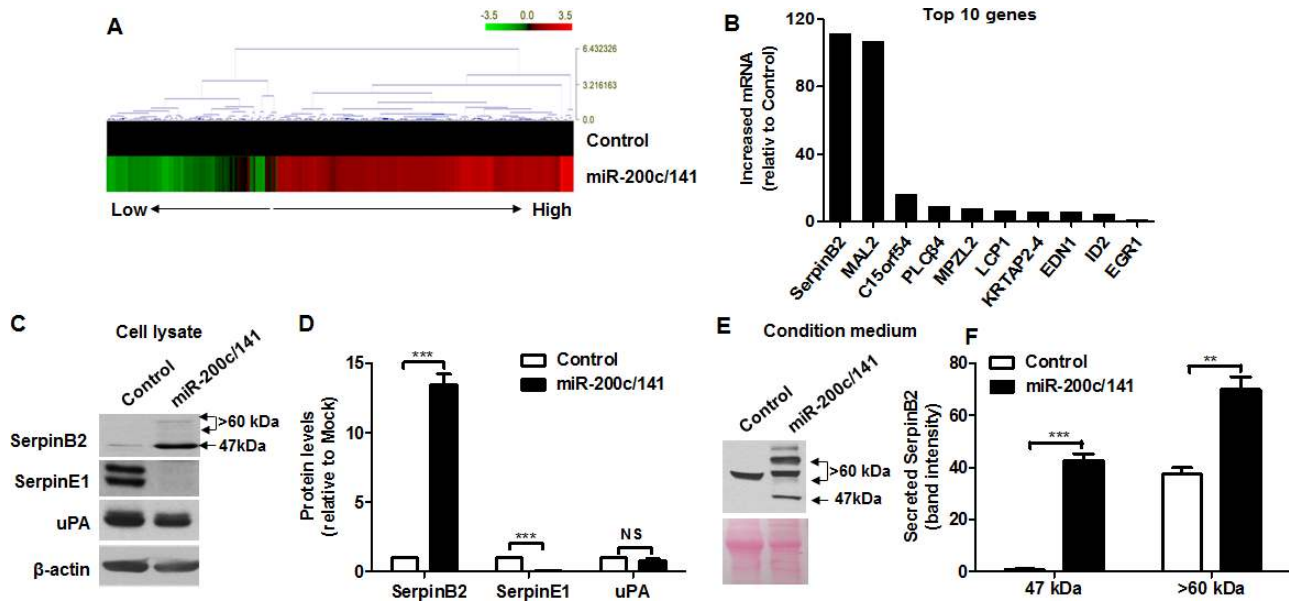 A
-3.5 0.0 3.5
6.432326
3.216163
0.0
Control
miR-200c/141
Low High
B
Top 10 genes
Increased mRNA
(relativ to Control)
120
80
40
0
SerpinB2
MAL2
C15orf54
PLCβ4
MPZL2
LCP1
KRTAP2-4
EDN1
ID2
EGR1
C
Cell lysate
Control
miR-200c/141
>60 kDa
SerpinB2
47kDa
SerpinE1
uPA
β-actin
D
Protein levels
(relative to Mock)
15
10
5
0
Control
miR-200c/141
***
***
NS
SerpinB2 SerpinE1 uPA
E
Condition medium
Control
miR-200c/141
>60 kDa
47kDa
F
Secreted SerpinB2
(band intensity)
80
60
40
20
0
Control
miR-200c/141
**
***
47 kDa >60 kDa